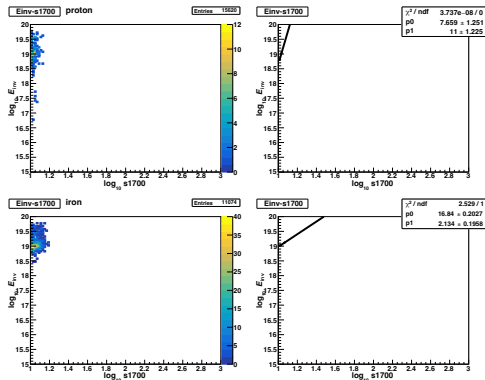 Einv-s1700 proton
Entries 15620
20
19.5
19
18.5
18
17.5
17
16.5
16
15.5
15
log₁₀ E_inv
1 1.2 1.4 1.6 1.8 2 2.2 2.4 2.6 2.8 3
log₁₀ s1700
12
10
8
6
4
2
0
Einv-s1700
χ² / ndf 3.737e-08 / 0
p0 7.659 ± 1.251
p1 11 ± 1.225
20
19.5
19
18.5
18
17.5
17
16.5
16
15.5
15
log₁₀ E_inv
1 1.2 1.4 1.6 1.8 2 2.2 2.4 2.6 2.8 3
log₁₀ s1700
Einv-s1700 iron
Entries 11074
20
19.5
19
18.5
18
17.5
17
16.5
16
15.5
15
log₁₀ E_inv
1 1.2 1.4 1.6 1.8 2 2.2 2.4 2.6 2.8 3
log₁₀ s1700
40
35
30
25
20
15
10
5
0
Einv-s1700
χ² / ndf 2.529 / 1
p0 16.84 ± 0.2027
p1 2.134 ± 0.1958
20
19.5
19
18.5
18
17.5
17
16.5
16
15.5
15
log₁₀ E_inv
1 1.2 1.4 1.6 1.8 2 2.2 2.4 2.6 2.8 3
log₁₀ s1700